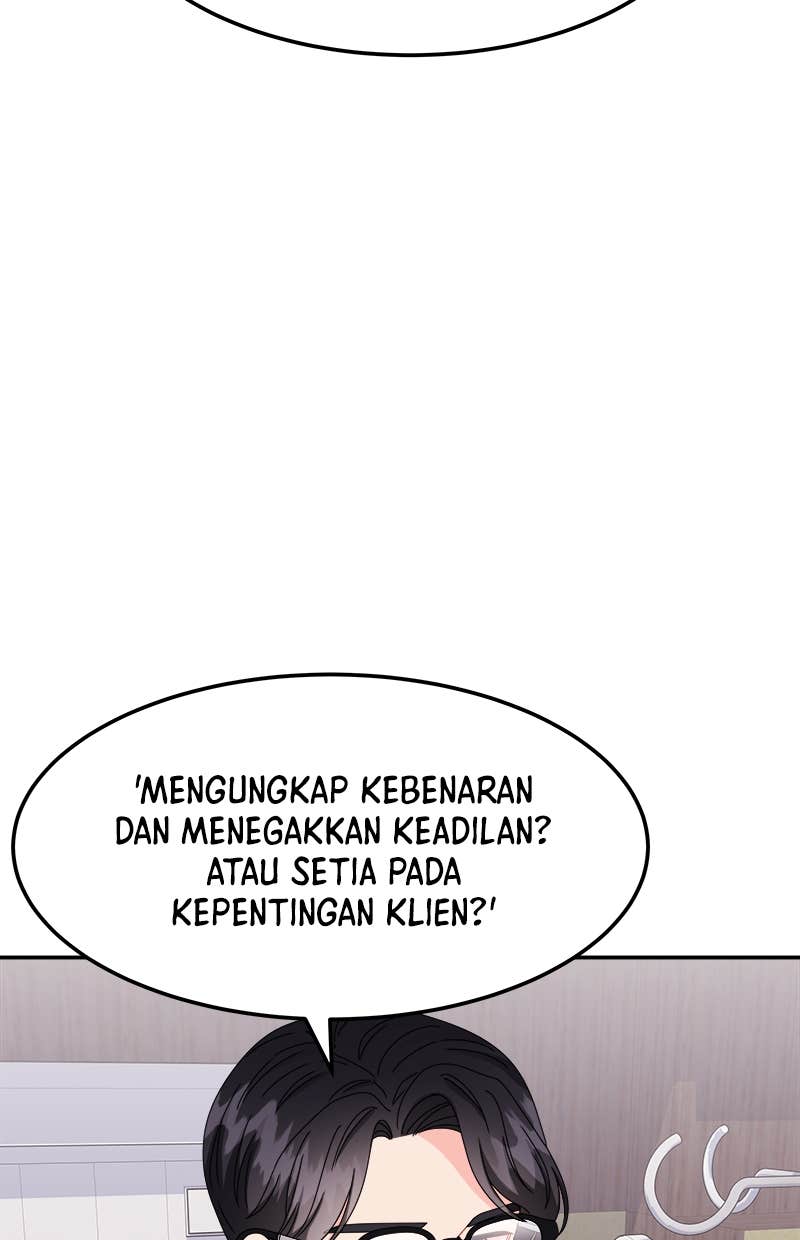 'MENGUNGKAP KEBENARAN
DAN MENEGAKKAN KEADILAN?
ATAU SETIA PADA
KEPENTINGAN KLIEN?'